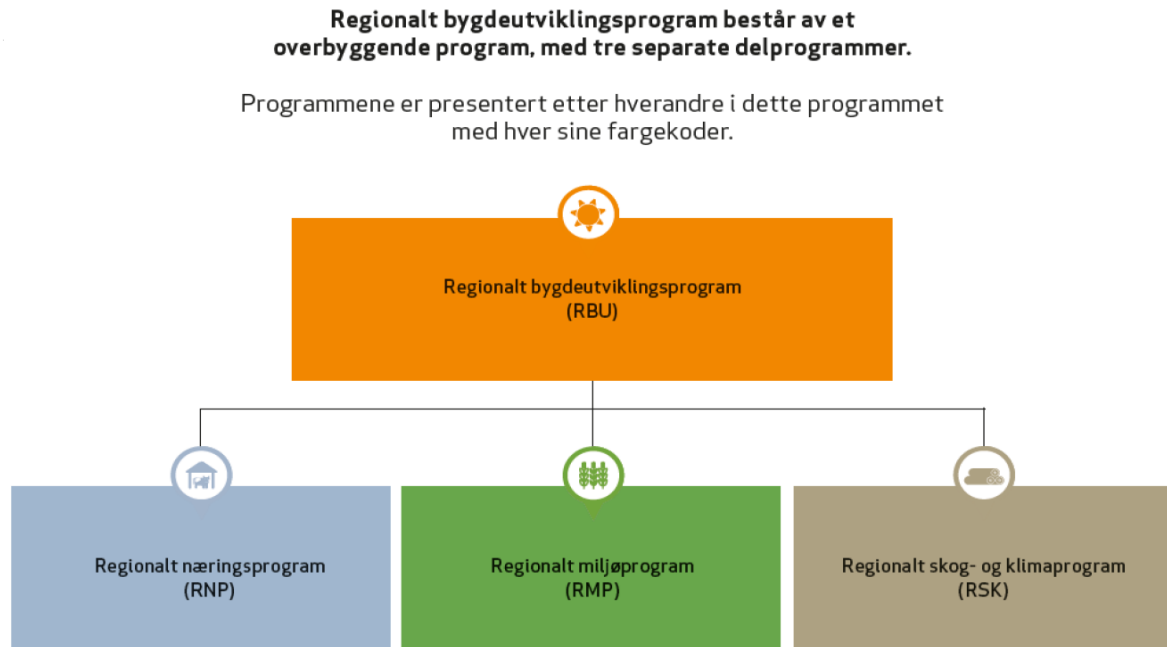 Regionalt bygdeutviklingsprogram består av et
overbyggende program, med tre separate delprogrammer.
Programmene er presentert etter hverandre i dette programmet
med hver sine fargekoder.
Regionalt bygdeutviklingsprogram
(RBU)
Regionalt næringsprogram
(RNP)
Regionalt miljøprogram
(RMP)
Regionalt skog- og klimaprogram
(RSK)